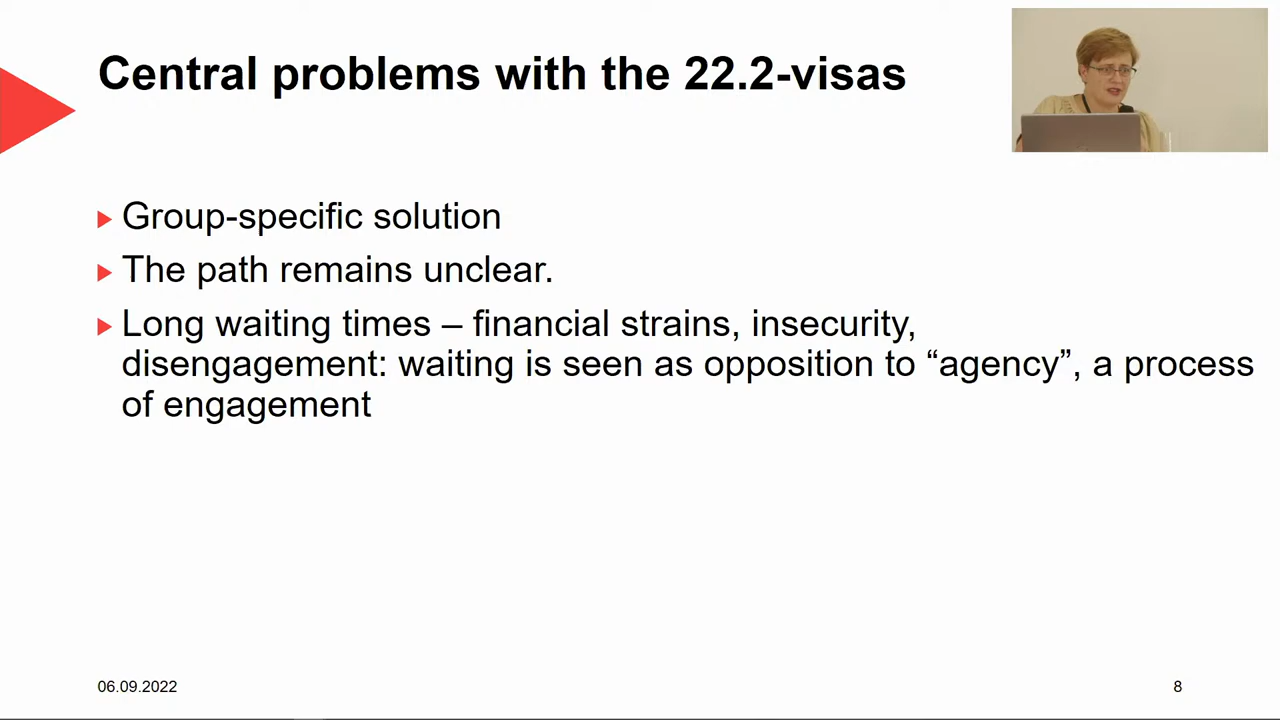 Central problems with the 22.2-visas
Group-specific solution
The path remains unclear.
Long waiting times – financial strains, insecurity,
disengagement: waiting is seen as opposition to “agency”, a process
of engagement
06.09.2022
8